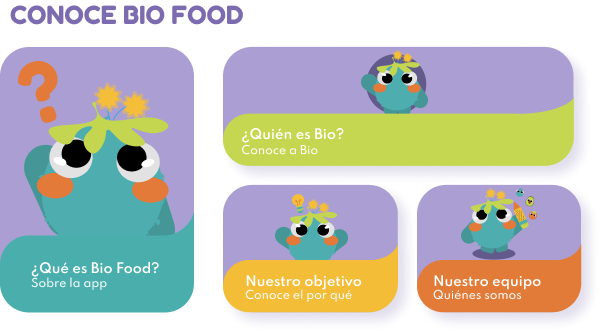 CONOCE BIO FOOD
?
¿Qué es Bio Food?
Sobre la app
¿Quién es Bio?
Conoce a Bio
Nuestro objetivo
Conoce el por qué
Nuestro equipo
Quiénes somos